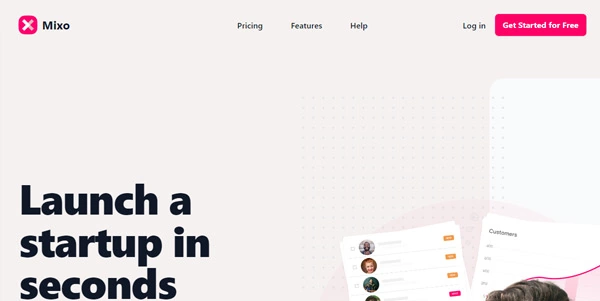 Mixo
Pricing
Features
Help
Log in
Get Started for Free
Launch a
startup in
seconds
Customers